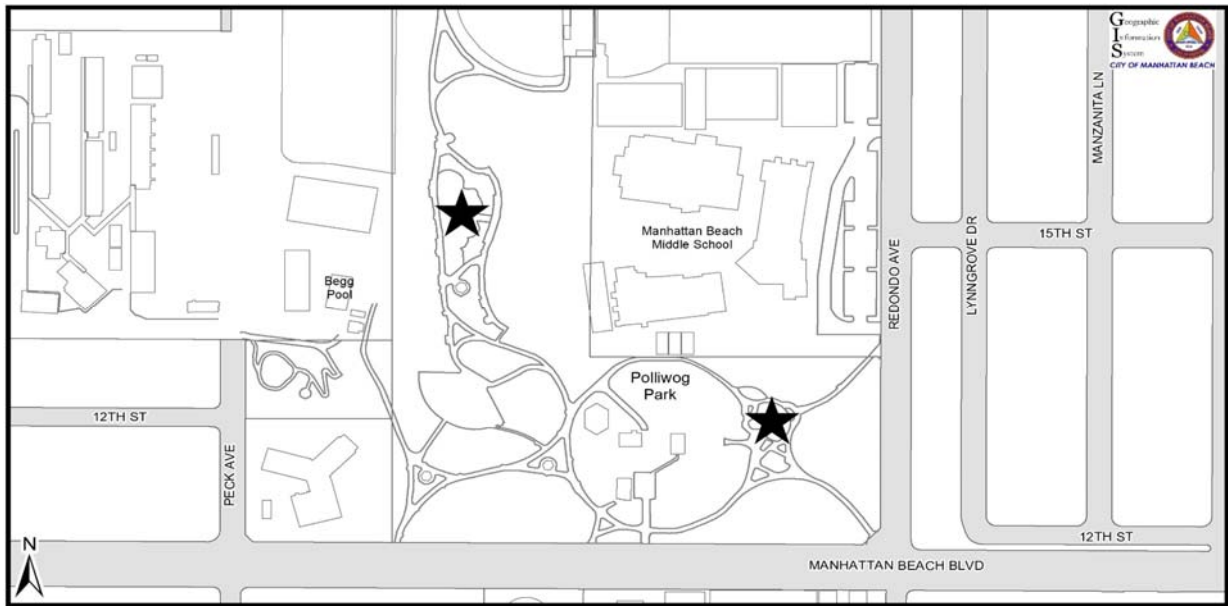 Geographic
Information
System
CITY OF MANHATTAN BEACH
MANZANITA LN
15TH ST
Manhattan Beach
Middle School
REDONDO AVE
LYNNGROVE DR
Begg
Pool
Polliwog
Park
12TH ST
PECK AVE
12TH ST
N
MANHATTAN BEACH BLVD